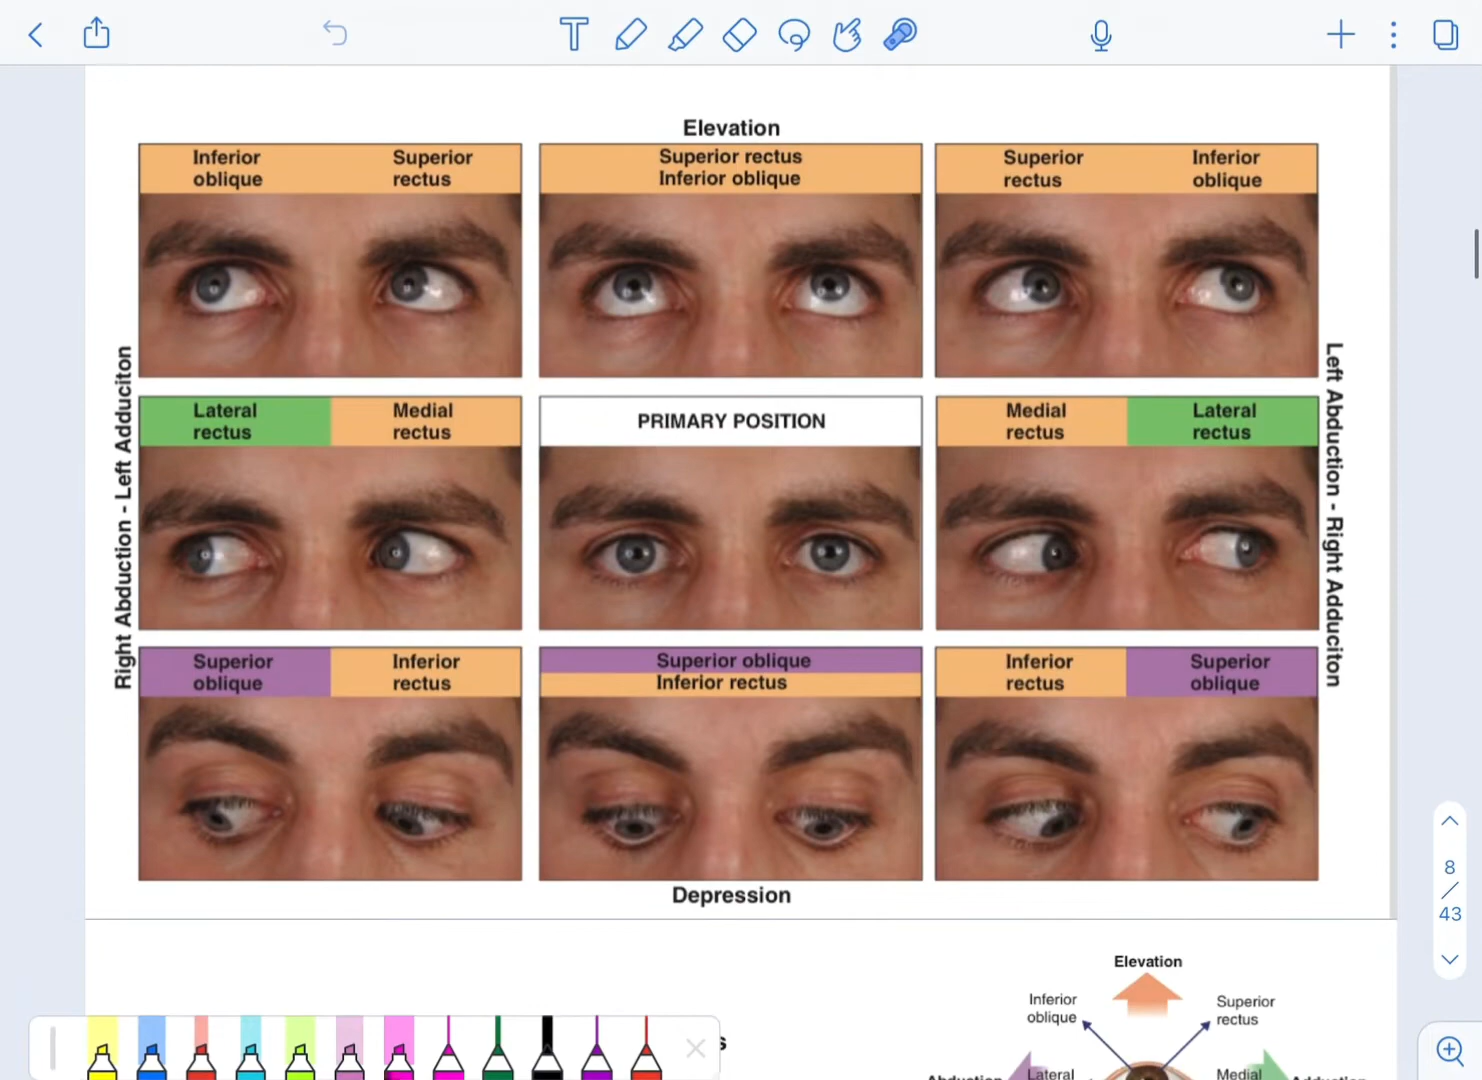 Elevation
Inferior
oblique
Superior
rectus
Superior rectus
Inferior oblique
Superior
rectus
Inferior
oblique
Right Abduction - Left Adduciton
Lateral
rectus
Medial
rectus
PRIMARY POSITION
Medial
rectus
Lateral
rectus
Left Abduction - Right Adduciton
Superior
oblique
Inferior
rectus
Superior oblique
Inferior rectus
Inferior
rectus
Superior
oblique
Depression
8
/
43
Elevation
Inferior
oblique
Superior
rectus
s
Abduction
Lateral
Medial
Adduction